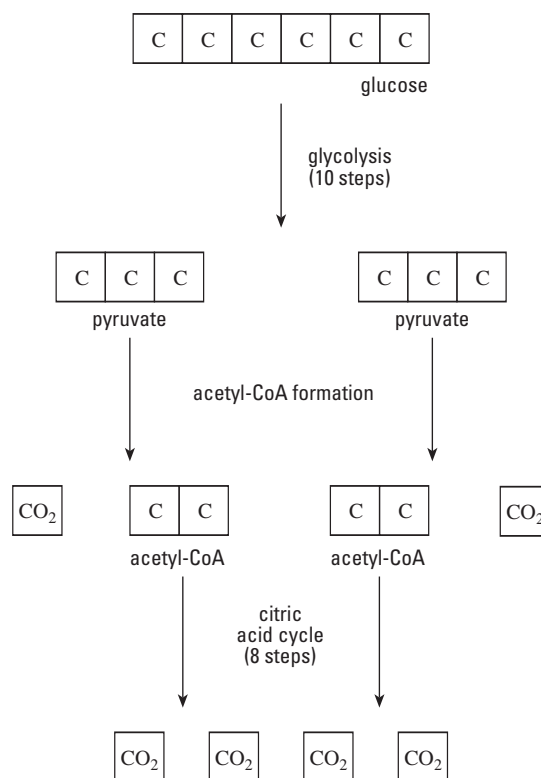 C C C C C C
glucose
glycolysis
(10 steps)
C C C C C C
pyruvate pyruvate
acetyl-CoA formation
CO₂ C C C C CO₂
acetyl-CoA acetyl-CoA
citric
acid cycle
(8 steps)
CO₂ CO₂ CO₂ CO₂